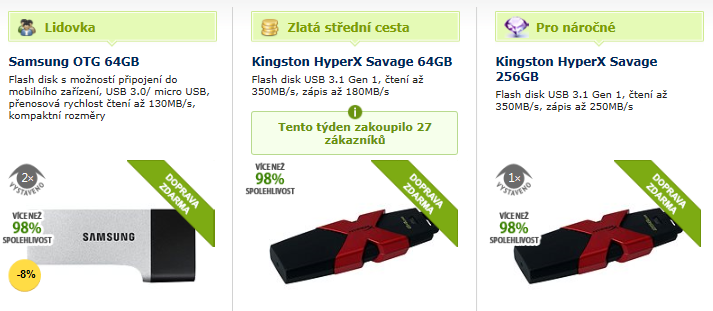 Lidovka
Samsung OTG 64GB
Flash disk s možností připojení do
mobilního zařízení, USB 3.0/ micro USB,
přenosová rychlost čtení až 130MB/s,
kompaktní rozměry
2×
VYSTAVENO
DOPRAVA
ZDARMA
VÍCE NEŽ
98%
SPOLEHLIVOST
SAMSUNG
-8%
Zlatá střední cesta
Kingston HyperX Savage 64GB
Flash disk USB 3.1 Gen 1, čtení až
350MB/s, zápis až 180MB/s
i
Tento týden zakoupilo 27
zákazníků
VÍCE NEŽ
98%
SPOLEHLIVOST
DOPRAVA
ZDARMA
Pro náročné
Kingston HyperX Savage
256GB
Flash disk USB 3.1 Gen 1, čtení až
350MB/s, zápis až 250MB/s
1×
VYSTAVENO
DOPRAVA
ZDARMA
VÍCE NEŽ
98%
SPOLEHLIVOST